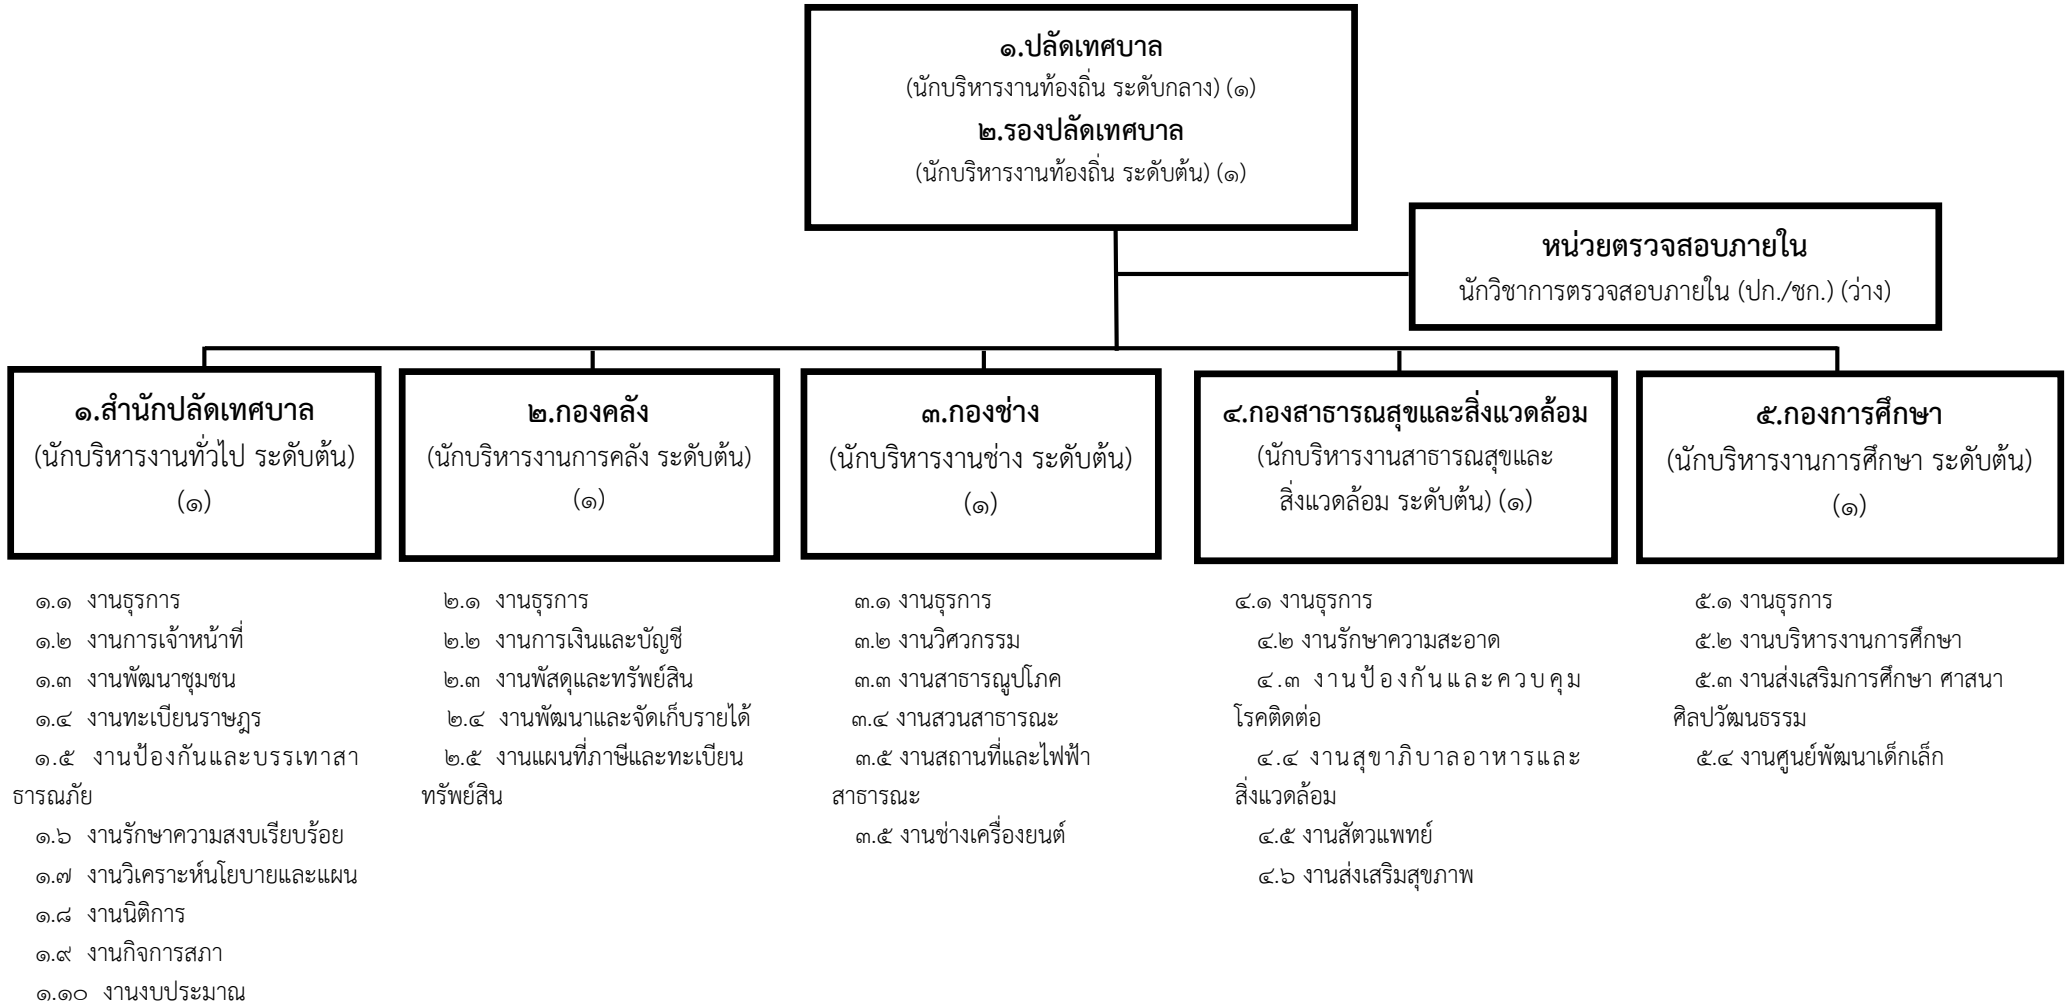 ๑.ปลัดเทศบาล
(นักบริหารงานท้องถิ่น ระดับกลาง) (๑)
๒.รองปลัดเทศบาล
(นักบริหารงานท้องถิ่น ระดับต้น) (๑)
หน่วยตรวจสอบภายใน
นักวิชาการตรวจสอบภายใน (ปก./ชก.) (ว่าง)
๑.สำนักปลัดเทศบาล
(นักบริหารงานทั่วไป ระดับต้น)
(๑)
๑.๑ งานธุรการ
๑.๒ งานการเจ้าหน้าที่
๑.๓ งานพัฒนาชุมชน
๑.๔ งานทะเบียนราษฎร
๑.๕ งานป้องกันและบรรเทาสา
ธารณภัย
๑.๖ งานรักษาความสงบเรียบร้อย
๑.๗ งานวิเคราะห์นโยบายและแผน
๑.๘ งานนิติการ
๑.๙ งานกิจการสภา
๑.๑๐ งานงบประมาณ
๒.กองคลัง
(นักบริหารงานการคลัง ระดับต้น)
(๑)
๒.๑ งานธุรการ
๒.๒ งานการเงินและบัญชี
๒.๓ งานพัสดุและทรัพย์สิน
๒.๔ งานพัฒนาและจัดเก็บรายได้
๒.๕ งานแผนที่ภาษีและทะเบียน
ทรัพย์สิน
๓.กองช่าง
(นักบริหารงานช่าง ระดับต้น)
(๑)
๓.๑ งานธุรการ
๓.๒ งานวิศวกรรม
๓.๓ งานสาธารณูปโภค
๓.๔ งานสวนสาธารณะ
๓.๕ งานสถานที่และไฟฟ้า
สาธารณะ
๓.๕ งานช่างเครื่องยนต์
๔.กองสาธารณสุขและสิ่งแวดล้อม
(นักบริหารงานสาธารณสุขและ
สิ่งแวดล้อม ระดับต้น) (๑)
๔.๑ งานธุรการ
๔.๒ งานรักษาความสะอาด
๔.๓ งานป้องกันและควบคุม
โรคติดต่อ
๔.๔ งานสุขาภิบาลอาหารและ
สิ่งแวดล้อม
๔.๕ งานสัตวแพทย์
๔.๖ งานส่งเสริมสุขภาพ
๕.กองการศึกษา
(นักบริหารงานการศึกษา ระดับต้น)
(๑)
๕.๑ งานธุรการ
๕.๒ งานบริหารงานการศึกษา
๕.๓ งานส่งเสริมการศึกษา ศาสนา
ศิลปวัฒนธรรม
๕.๔ งานศูนย์พัฒนาเด็กเล็ก